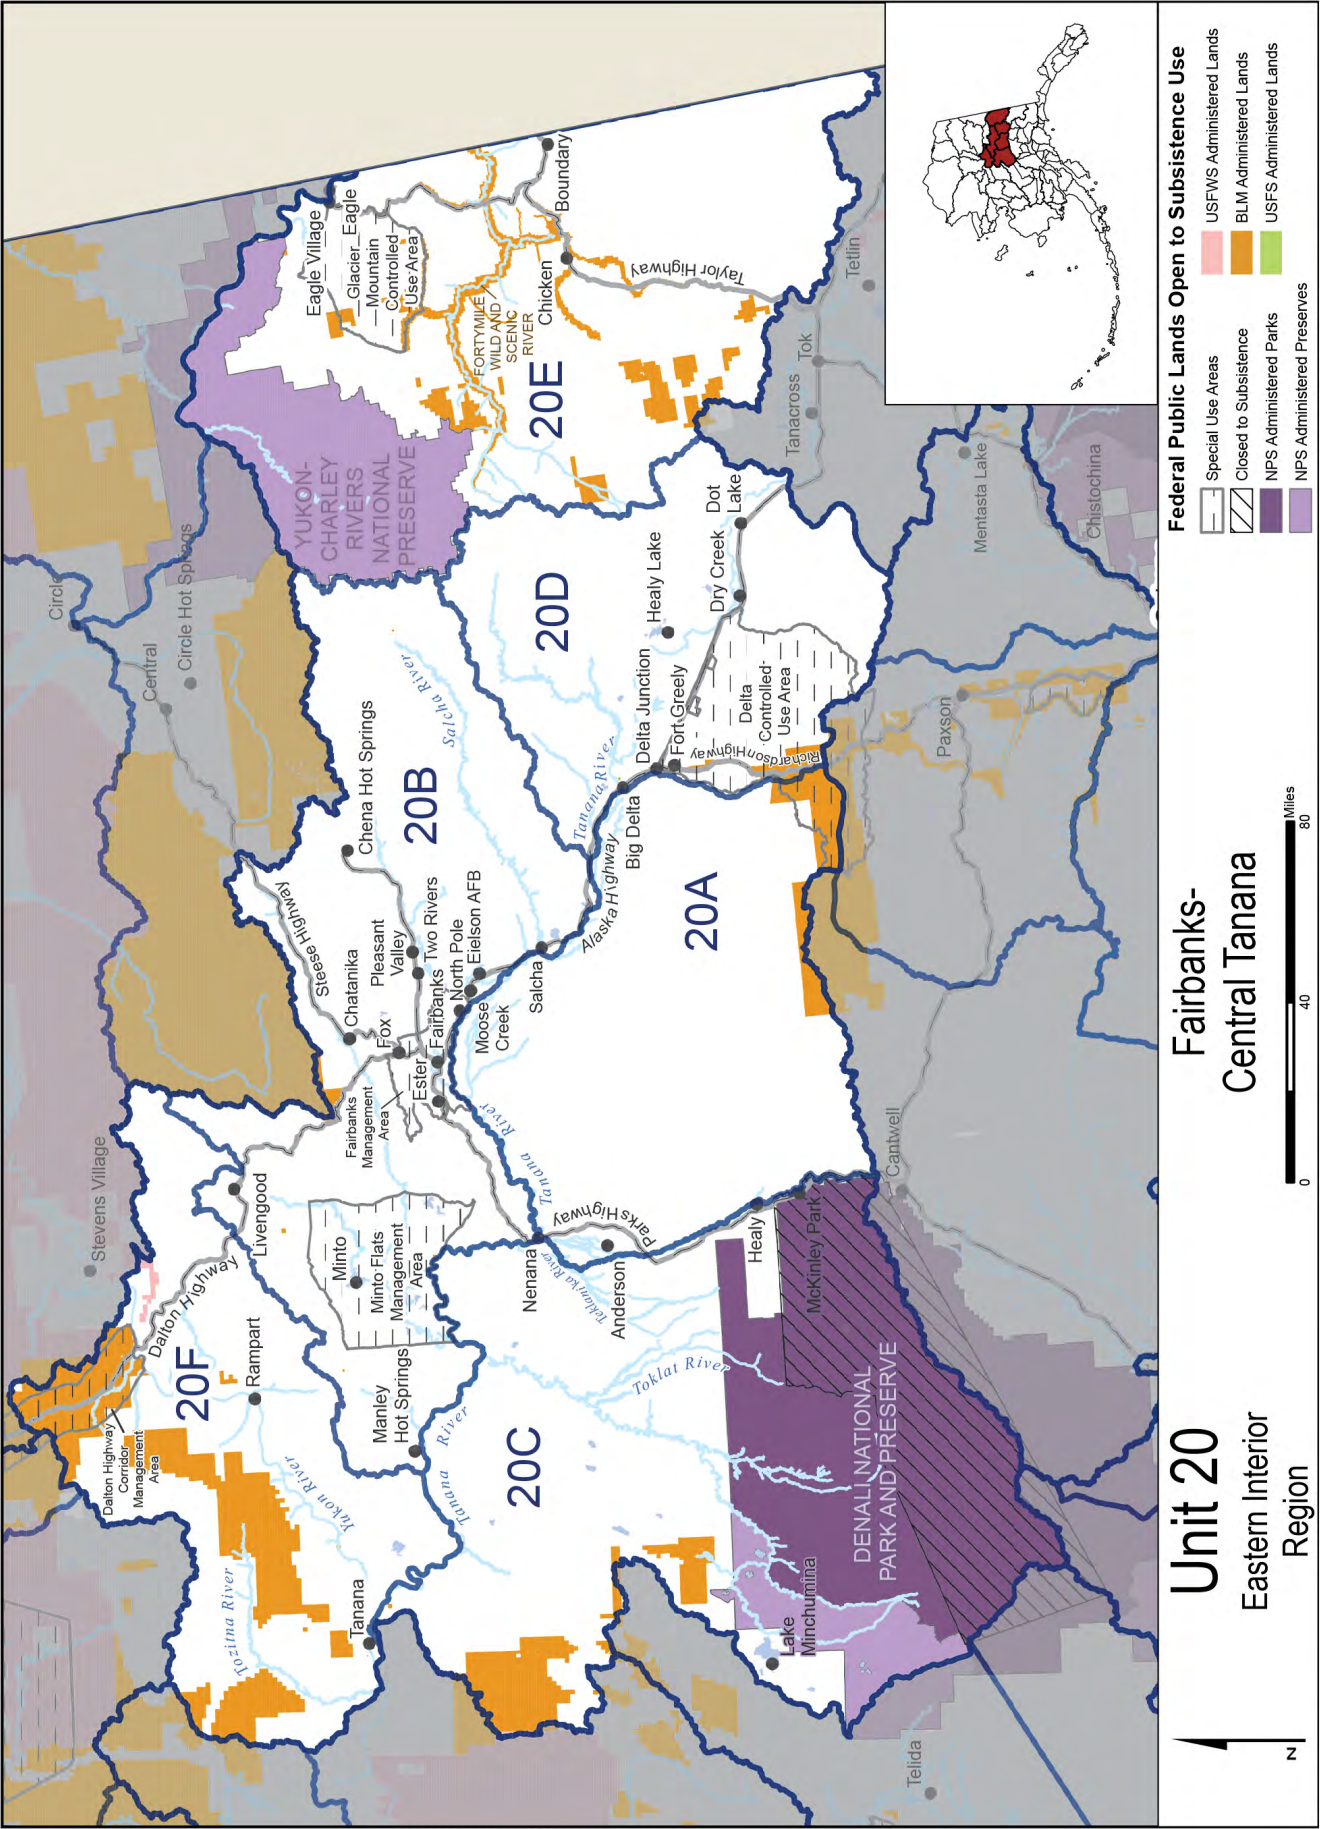 Circle
Circle Hot Springs
Central
Stevens Village
Dalton Highway
Dalton Highway
Corridor
Management
Area
20F
Rampart
Yukon River
Tozitna River
Tanana
Livengood
Minto
Minto Flats
Management
Area
Manley
Hot Springs
Tanana River
20C
Toklat River
Teklanika River
Nenana
Anderson
Parks Highway
Tanana River
Healy
McKinley Park
DENALI NATIONAL
PARK AND PRESERVE
Lake
Minchumina
Telida
Cantwell
Fairbanks
Management
Area
Ester
Fox
Fairbanks
Chatanika
Steese Highway
Pleasant
Valley
Two Rivers
North Pole
Eielson AFB
Moose
Creek
Salcha
Chena Hot Springs
20B
Salcha River
Alaska Highway
Tanana River
Big Delta
20A
20D
Delta Junction
Fort Greely
Richardson Highway
Delta
Controlled
Use Area
Healy Lake
Dry Creek
Dot
Lake
Paxson
Mentasta Lake
Chistochina
YUKON-
CHARLEY
RIVERS
NATIONAL
PRESERVE
20E
Eagle Village
Eagle
Glacier
Mountain
Controlled
Use Area
FORTYMILE
WILD AND
SCENIC
RIVER
Chicken
Boundary
Taylor Highway
Tanacross
Tok
Tetlin
Unit 20
Eastern Interior
Region
Fairbanks-
Central Tanana
N
0
40
80
Miles
Federal Public Lands Open to Subsistence Use
Special Use Areas
Closed to Subsistence
NPS Administered Parks
NPS Administered Preserves
USFWS Administered Lands
BLM Administered Lands
USFS Administered Lands